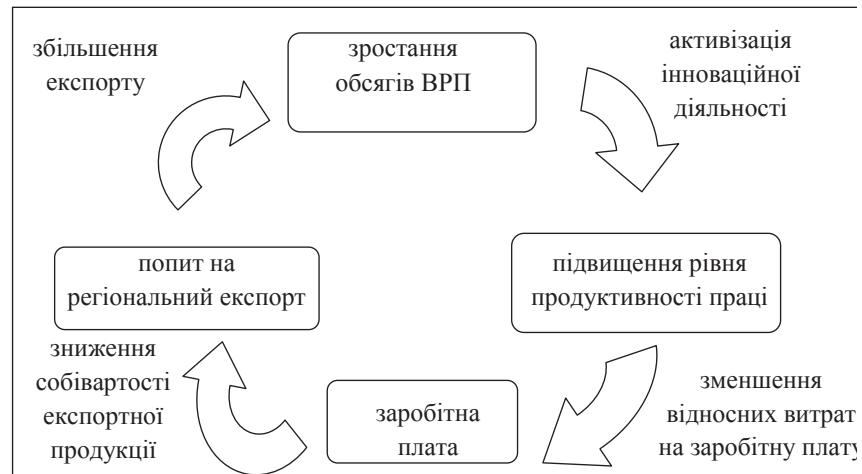 збільшення
експорту
зростання
обсягів ВРП
активізація
інноваційної
діяльності
попит на
регіональний експорт
підвищення рівня
продуктивності праці
зниження
собівартості
експортної
продукції
заробітна
плата
зменшення
відносних витрат
на заробітну плату